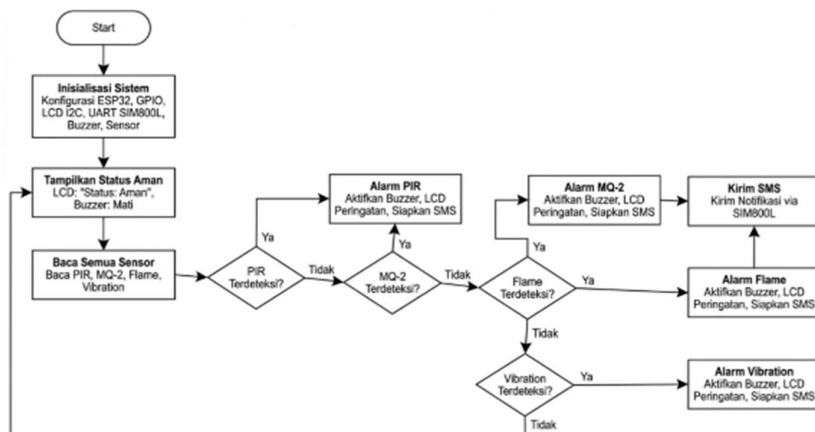 Start
Inisialisasi Sistem
Konfigurasi ESP32, GPIO,
LCD I2C, UART SIM800L,
Buzzer, Sensor
Tampilkan Status Aman
LCD: "Status: Aman",
Buzzer: Mati
Baca Semua Sensor
Baca PIR, MQ-2, Flame,
Vibration
PIR
Terdeteksi?
Ya
Tidak
Alarm PIR
Aktifkan Buzzer, LCD
Peringatan, Siapkan SMS
MQ-2
Terdeteksi?
Ya
Tidak
Alarm MQ-2
Aktifkan Buzzer, LCD
Peringatan, Siapkan SMS
Kirim SMS
Kirim Notifikasi via
SIM800L
Flame
Terdeteksi?
Ya
Ya
Tidak
Alarm Flame
Aktifkan Buzzer, LCD
Peringatan, Siapkan SMS
Vibration
Terdeteksi?
Ya
Tidak
Alarm Vibration
Aktifkan Buzzer, LCD
Peringatan, Siapkan SMS